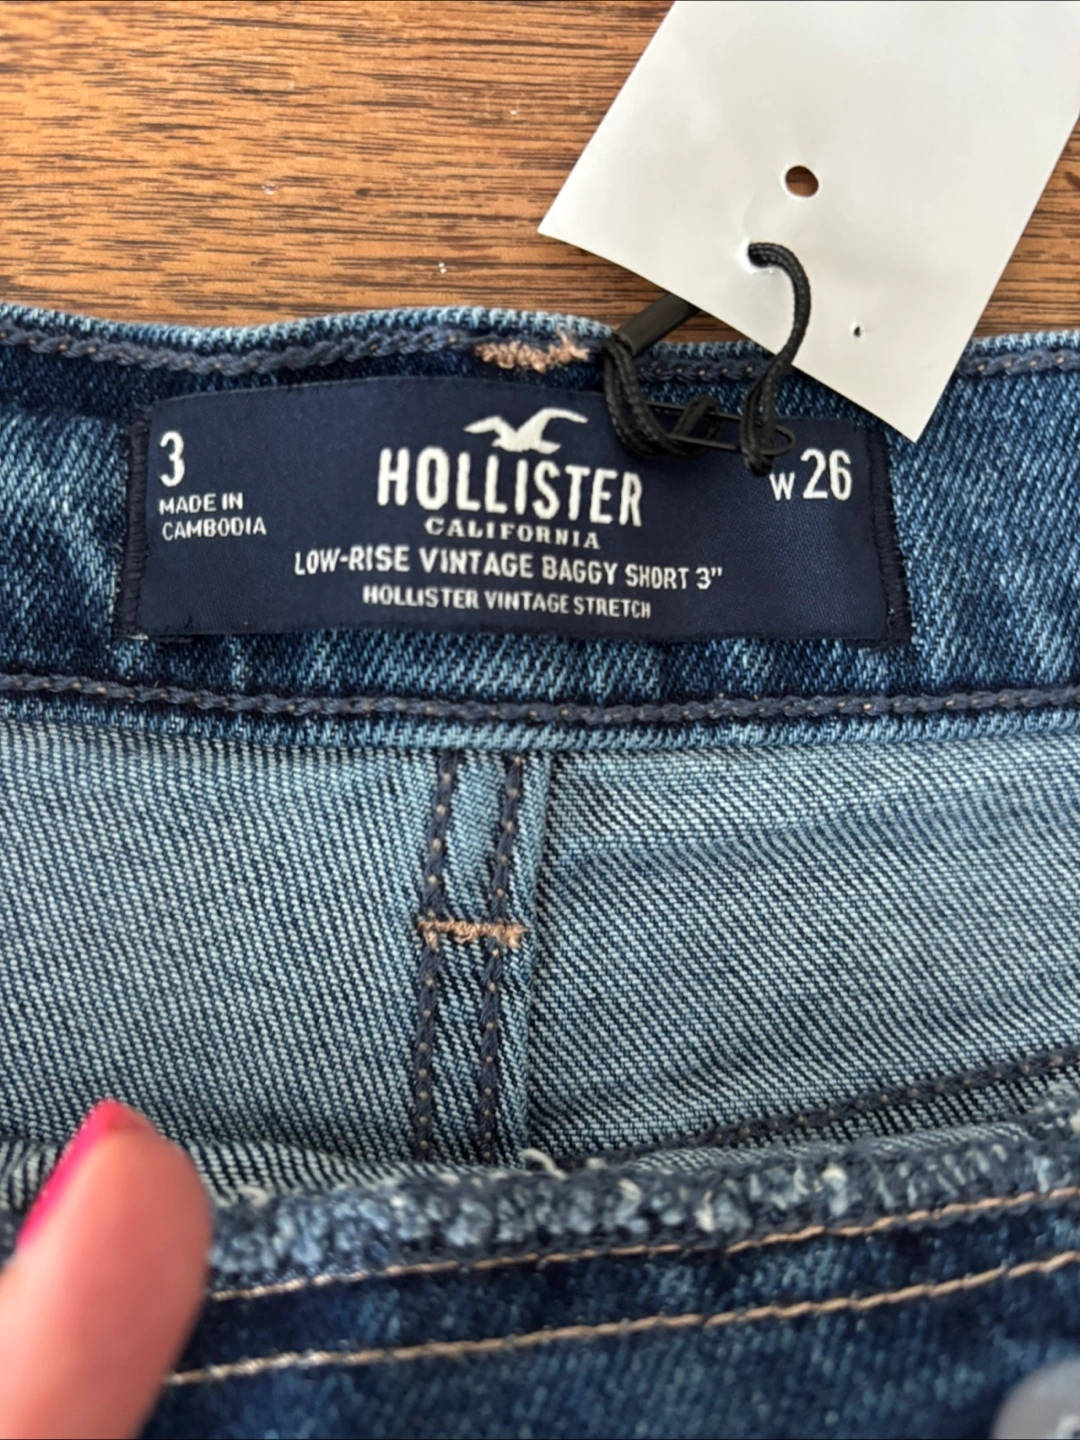 3
MADE IN
CAMBODIA
HOLLISTER
CALIFORNIA
LOW-RISE VINTAGE BAGGY SHORT 3”
HOLLISTER VINTAGE STRETCH
W 26